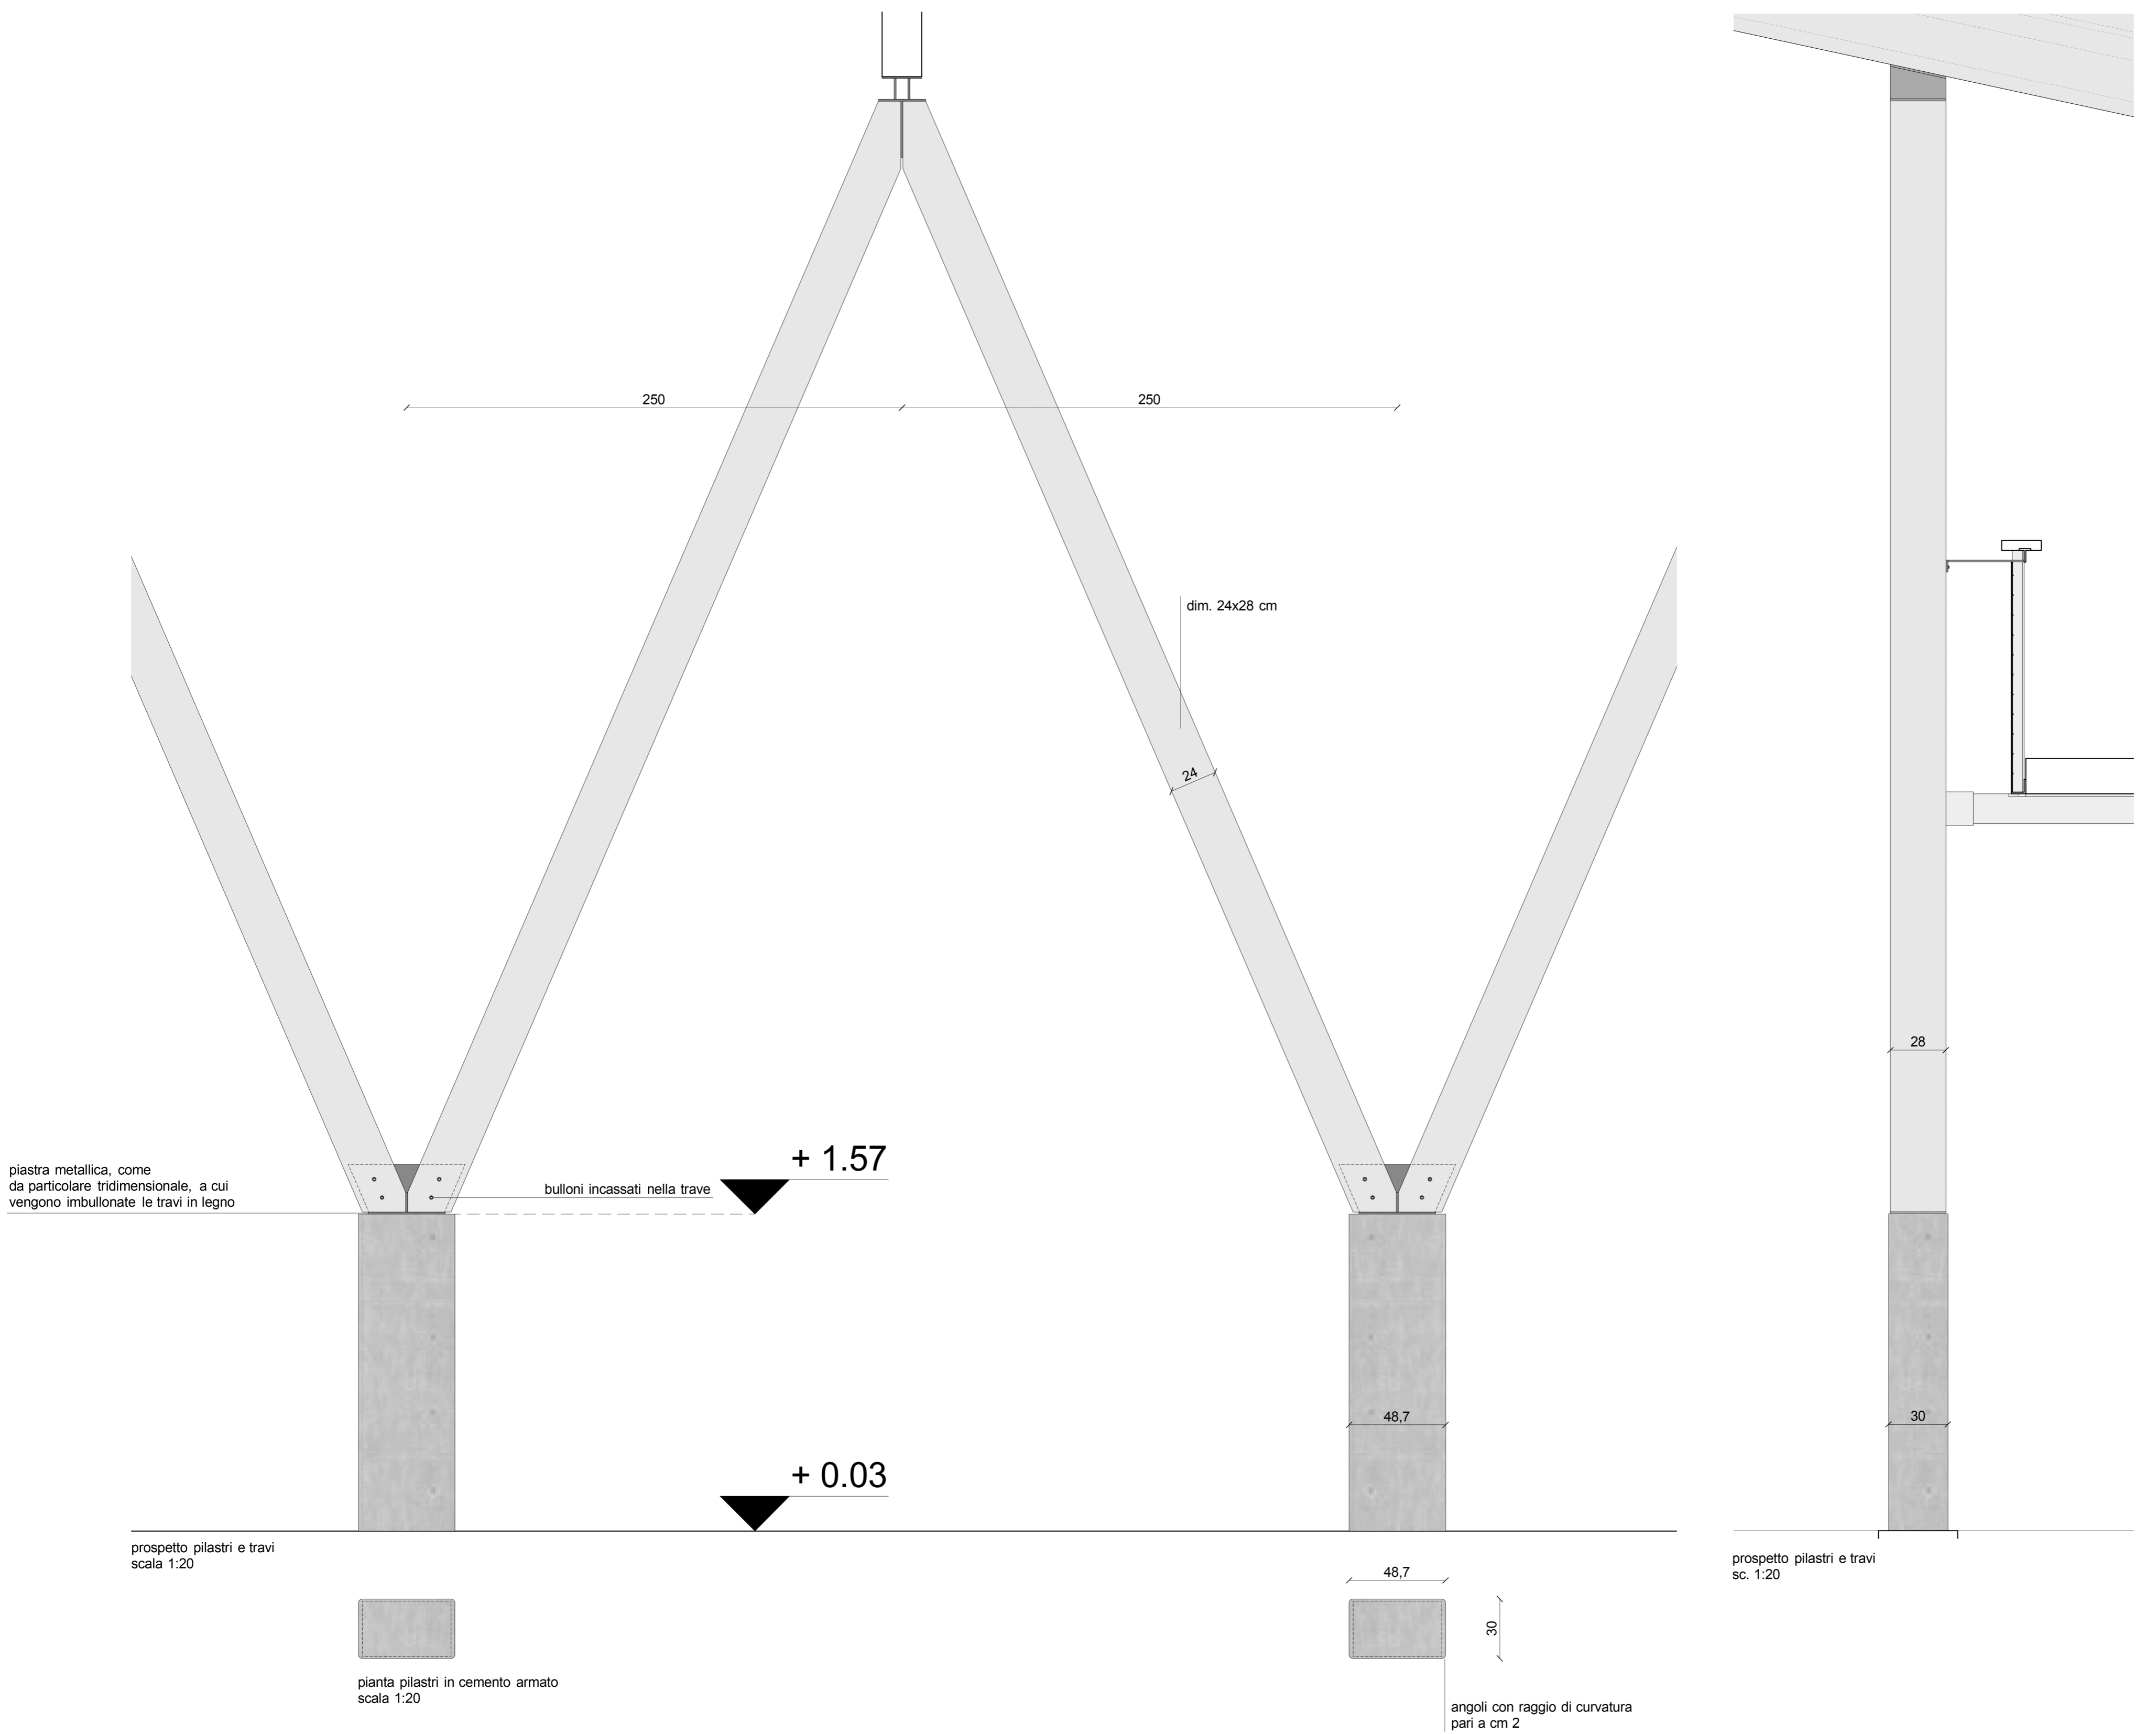 250
250
dim. 24x28 cm
24
28
+ 1.57
piastra metallica, come
da particolare tridimensionale, a cui
vengono imbullonate le travi in legno
bulloni incassati nella trave
48,7
30
+ 0.03
prospetto pilastri e travi
scala 1:20
prospetto pilastri e travi
sc. 1:20
48,7
30
pianta pilastri in cemento armato
scala 1:20
angoli con raggio di curvatura
pari a cm 2